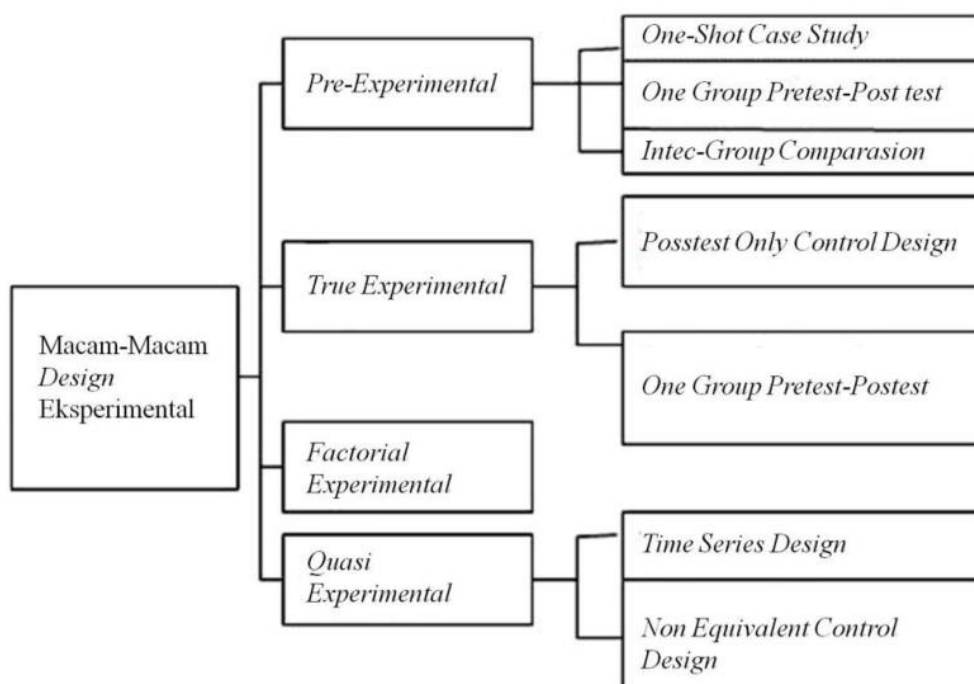 Macam-Macam
Design
Eksperimental
Pre-Experimental
One-Shot Case Study
One Group Pretest-Post test
Intec-Group Comparasion
True Experimental
Posstest Only Control Design
One Group Pretest-Postest
Factorial
Experimental
Quasi
Experimental
Time Series Design
Non Equivalent Control
Design